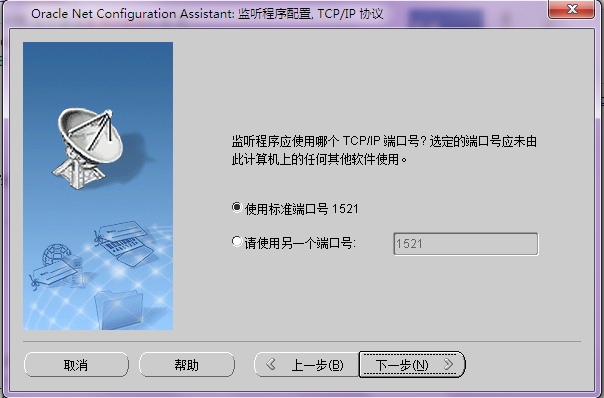 Oracle Net Configuration Assistant: 监听程序配置, TCP/IP 协议
监听程序应使用哪个 TCP/IP 端口号? 选定的端口号应未由
此计算机上的任何其他软件使用。
使用标准端口号 1521
请使用另一个端口号:
1521
取消
帮助
上一步(B)
下一步(N)